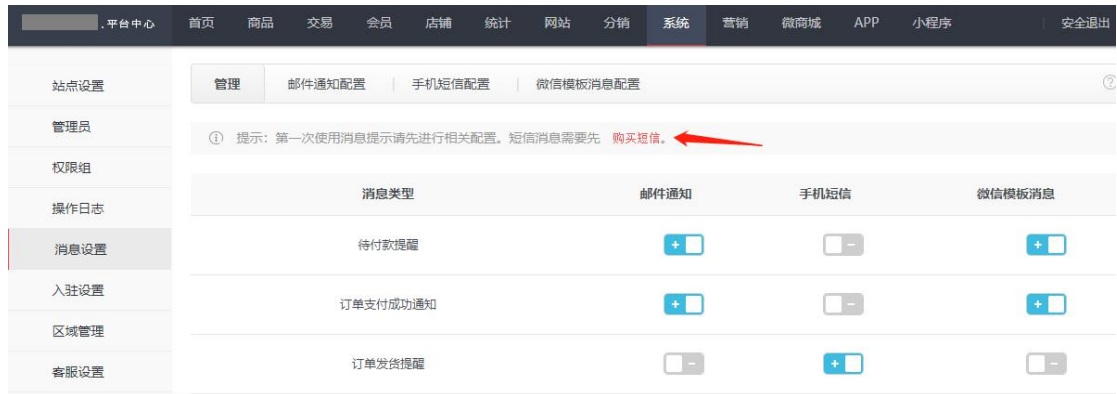 .平台中心 首页 商品 交易 会员 店铺 统计 网站 分销 系统 营销 微商城 APP 小程序 安全退出
站点设置
管理员
权限组
操作日志
消息设置
入驻设置
区域管理
客服设置
管理 邮件通知配置 手机短信配置 微信模板消息配置
提示：第一次使用消息提示请先进行相关配置。短信消息需要先 购买短信。
消息类型 邮件通知 手机短信 微信模板消息
待付款提醒
订单支付成功通知
订单发货提醒